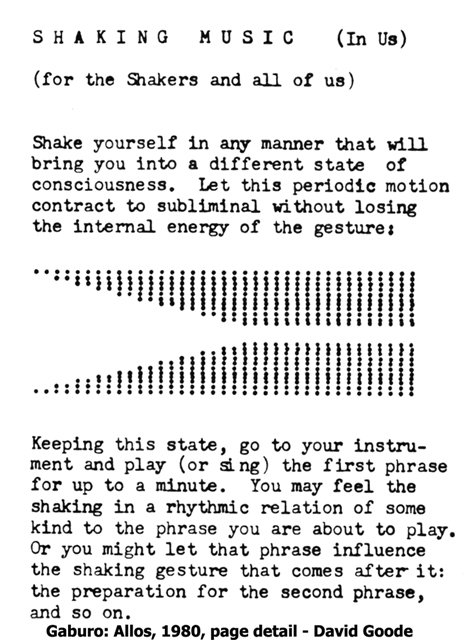 SHAKING MUSIC (In Us)
(for the Shakers and all of us)
Shake yourself in any manner that will
bring you into a different state of
consciousness. Let this periodic motion
contract to subliminal without losing
the internal energy of the gesture:
Keeping this state, go to your instru-
ment and play (or sing) the first phrase
for up to a minute. You may feel the
shaking in a rhythmic relation of some
kind to the phrase you are about to play.
Or you might let that phrase influence
the shaking gesture that comes after it:
the preparation for the second phrase,
and so on.
Gaburo: Allos, 1980, page detail - David Goode